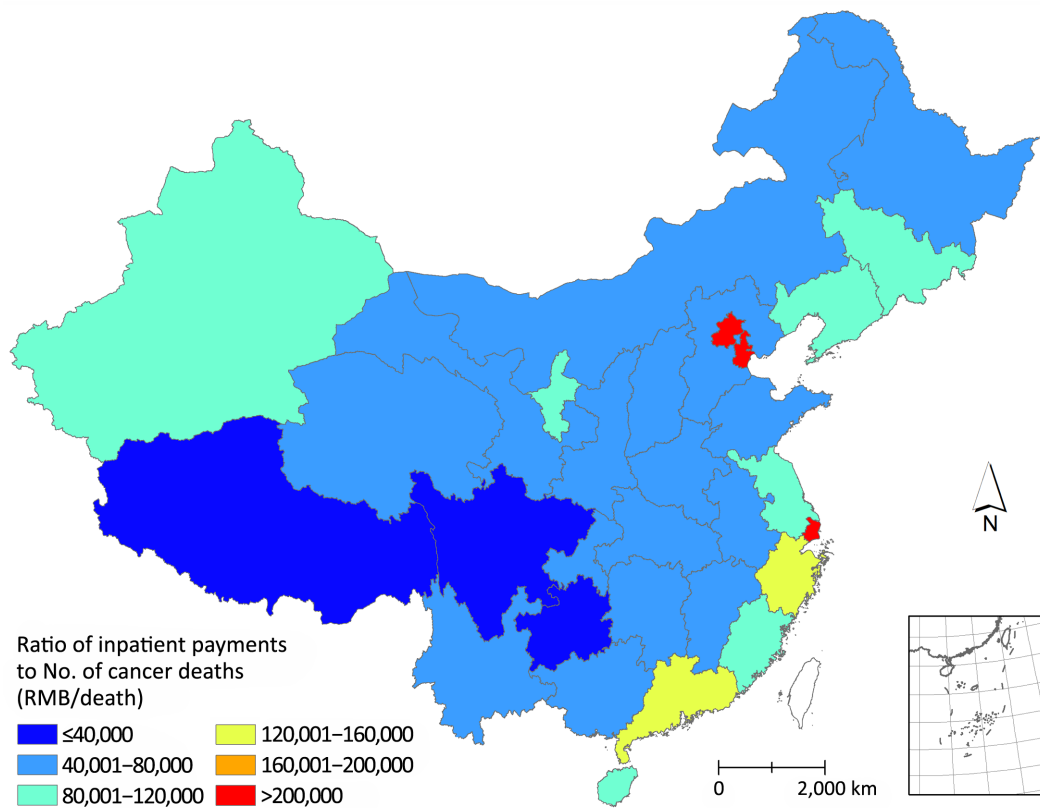 N
Ratio of inpatient payments
to No. of cancer deaths
(RMB/death)
≤40,000
40,001–80,000
80,001–120,000
120,001–160,000
160,001–200,000
>200,000
0 2,000 km